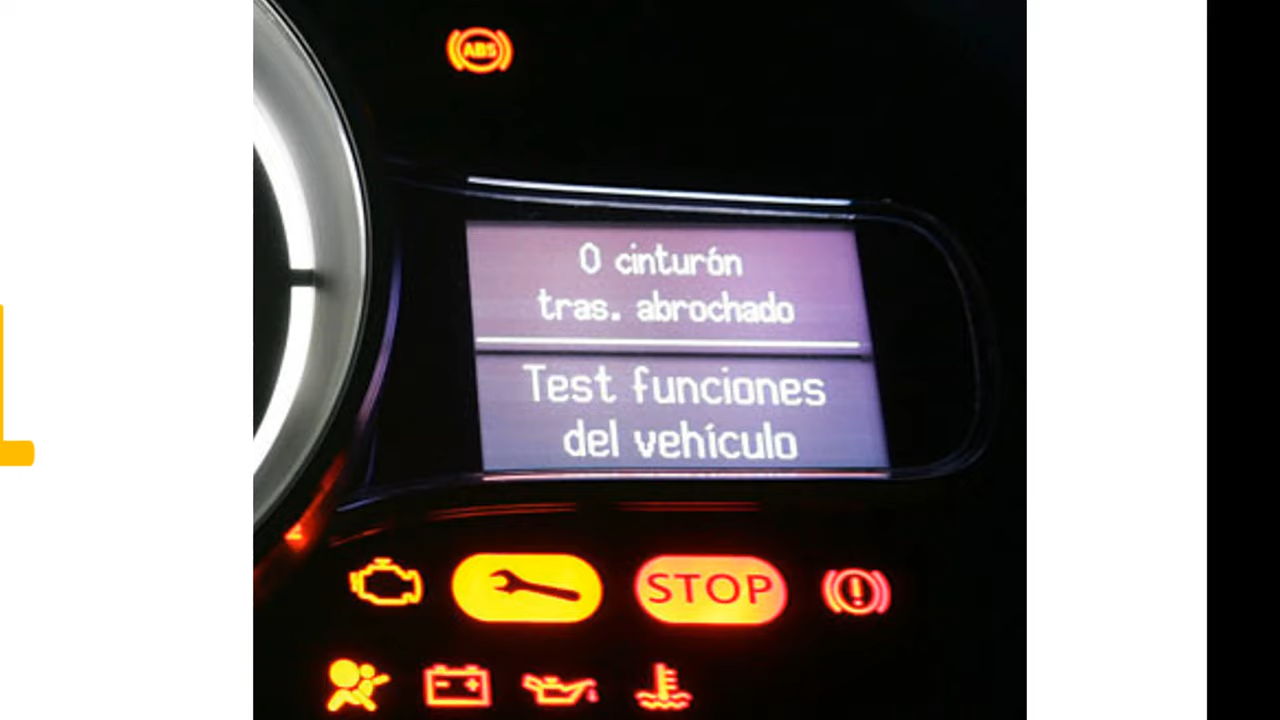 ABS
0 cinturón
tras. abrochado
Test funciones
del vehículo
STOP